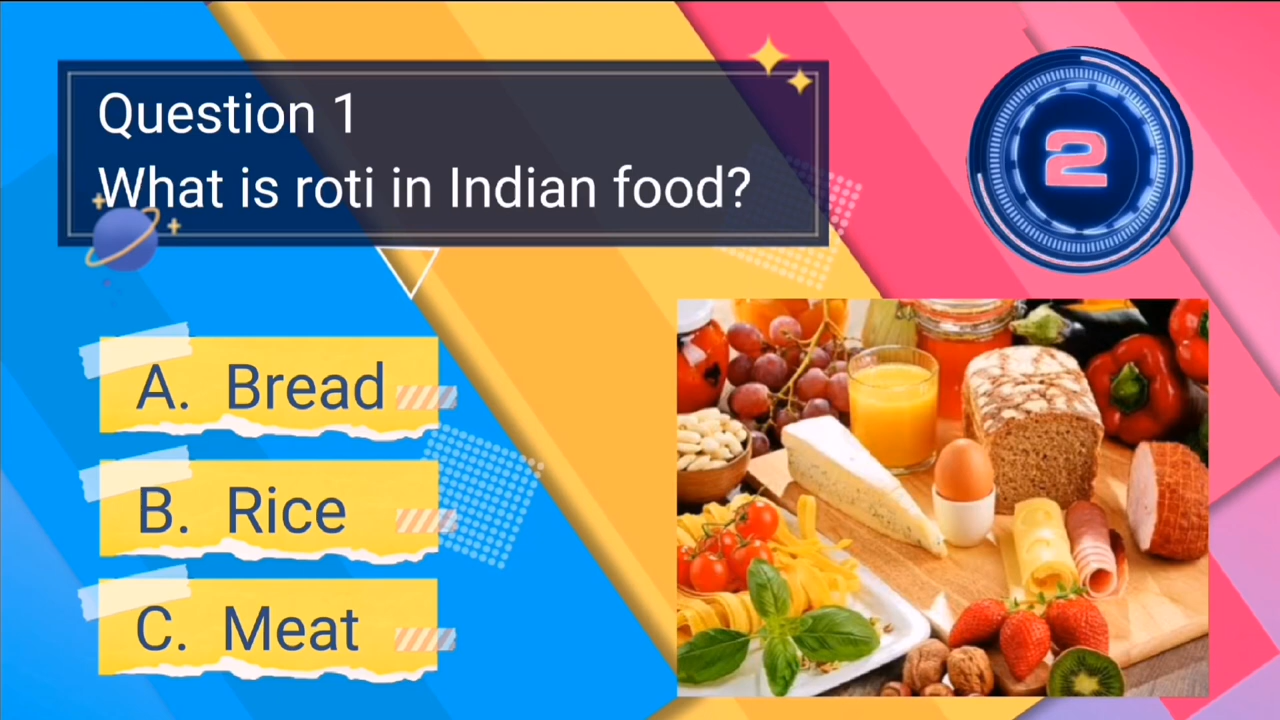 Question 1
What is roti in Indian food?
2
A. Bread
B. Rice
C. Meat